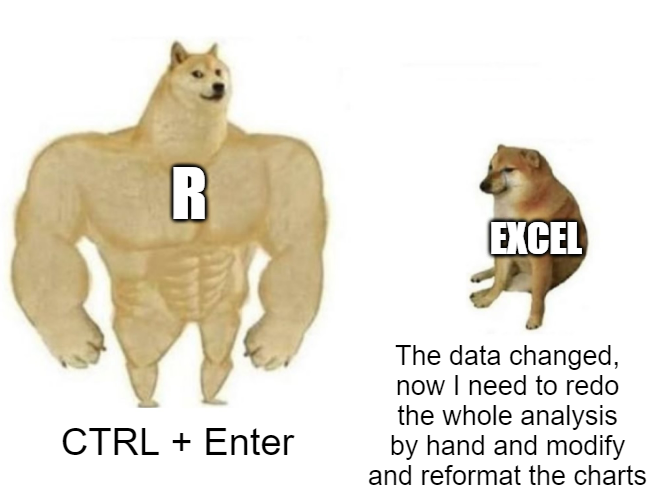 R
EXCEL
CTRL + Enter
The data changed,
now I need to redo
the whole analysis
by hand and modify
and reformat the charts